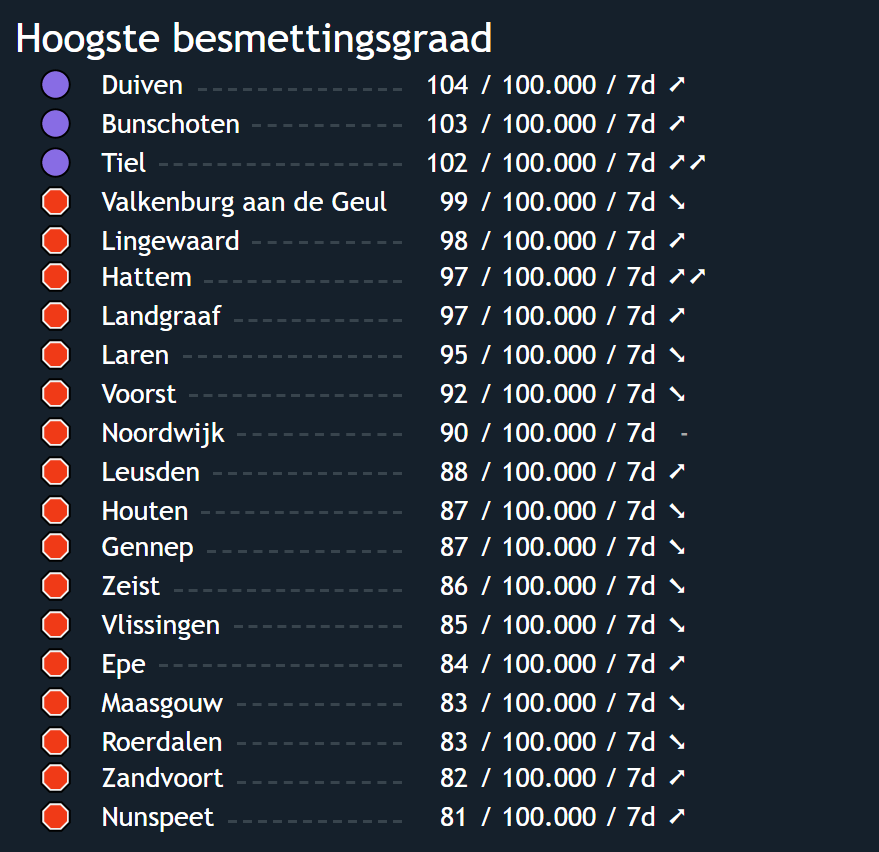 Hoogste besmettingsgraad
Duiven 104 / 100.000 / 7d ➚
Bunschoten 103 / 100.000 / 7d ➚
Tiel 102 / 100.000 / 7d ➚➚
Valkenburg aan de Geul 99 / 100.000 / 7d ➘
Lingewaard 98 / 100.000 / 7d ➚
Hattem 97 / 100.000 / 7d ➚➚
Landgraaf 97 / 100.000 / 7d ➚
Laren 95 / 100.000 / 7d ➘
Voorst 92 / 100.000 / 7d ➘
Noordwijk 90 / 100.000 / 7d -
Leusden 88 / 100.000 / 7d ➚
Houten 87 / 100.000 / 7d ➘
Gennep 87 / 100.000 / 7d ➘
Zeist 86 / 100.000 / 7d ➘
Vlissingen 85 / 100.000 / 7d ➘
Epe 84 / 100.000 / 7d ➚
Maasgouw 83 / 100.000 / 7d ➘
Roerdalen 83 / 100.000 / 7d ➘
Zandvoort 82 / 100.000 / 7d ➚
Nunspeet 81 / 100.000 / 7d ➚